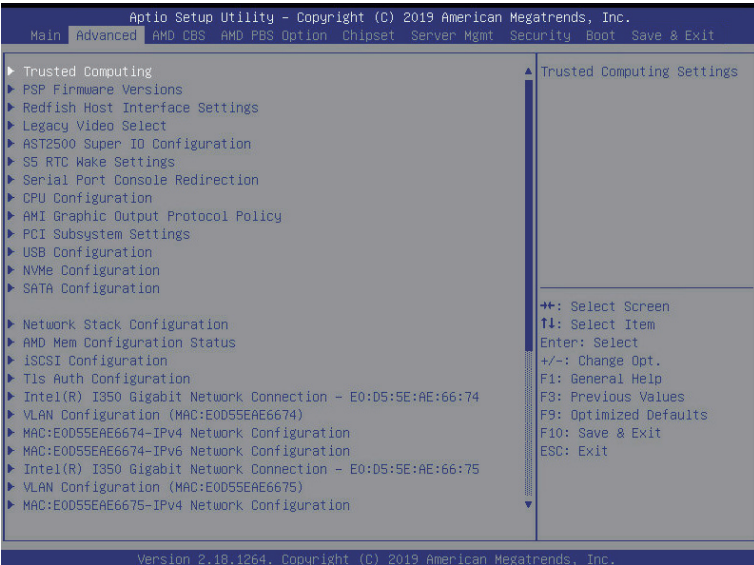 Aptio Setup Utility – Copyright (C) 2019 American Megatrends, Inc.
Main Advanced AMD CBS AMD PBS Option Chipset Server Mgmt Security Boot Save & Exit
Trusted Computing
PSP Firmware Versions
Redfish Host Interface Settings
Legacy Video Select
AST2500 Super IO Configuration
S5 RTC Wake Settings
Serial Port Console Redirection
CPU Configuration
AMI Graphic Output Protocol Policy
PCI Subsystem Settings
USB Configuration
NVMe Configuration
SATA Configuration
Network Stack Configuration
AMD Mem Configuration Status
iSCSI Configuration
Tls Auth Configuration
Intel(R) I350 Gigabit Network Connection – E0:D5:5E:AE:66:74
VLAN Configuration (MAC:E0D55EAE6674)
MAC:E0D55EAE6674-IPv4 Network Configuration
MAC:E0D55EAE6674-IPv6 Network Configuration
Intel(R) I350 Gigabit Network Connection – E0:D5:5E:AE:66:75
VLAN Configuration (MAC:E0D55EAE6675)
MAC:E0D55EAE6675-IPv4 Network Configuration
Trusted Computing Settings
→←: Select Screen
↑↓: Select Item
Enter: Select
+/-: Change Opt.
F1: General Help
F3: Previous Values
F9: Optimized Defaults
F10: Save & Exit
ESC: Exit
Version 2.18.1264. Copyright (C) 2019 American Megatrends, Inc.